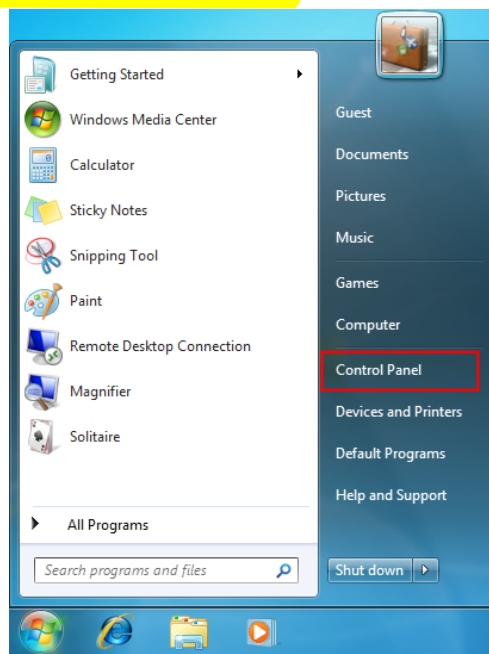 Getting Started
Windows Media Center
Calculator
Sticky Notes
Snipping Tool
Paint
Remote Desktop Connection
Magnifier
Solitaire
All Programs
Search programs and files
Guest
Documents
Pictures
Music
Games
Computer
Control Panel
Devices and Printers
Default Programs
Help and Support
Shut down